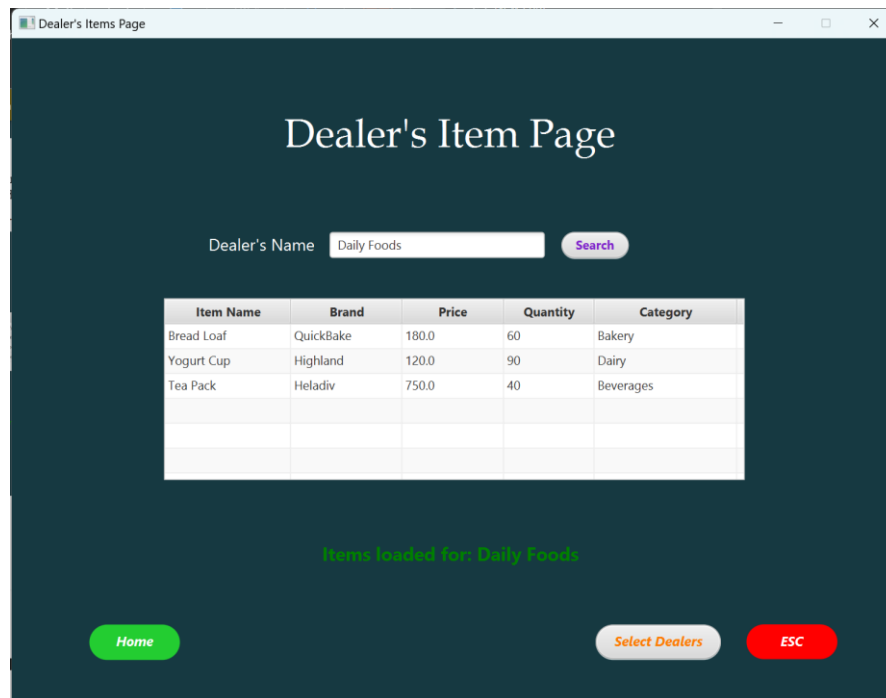 Dealer's Items Page
Dealer's Item Page
Dealer's Name Daily Foods Search
Item Name Brand Price Quantity Category
Bread Loaf QuickBake 180.0 60 Bakery
Yogurt Cup Highland 120.0 90 Dairy
Tea Pack Heladiv 750.0 40 Beverages
Items loaded for: Daily Foods
Home Select Dealers ESC